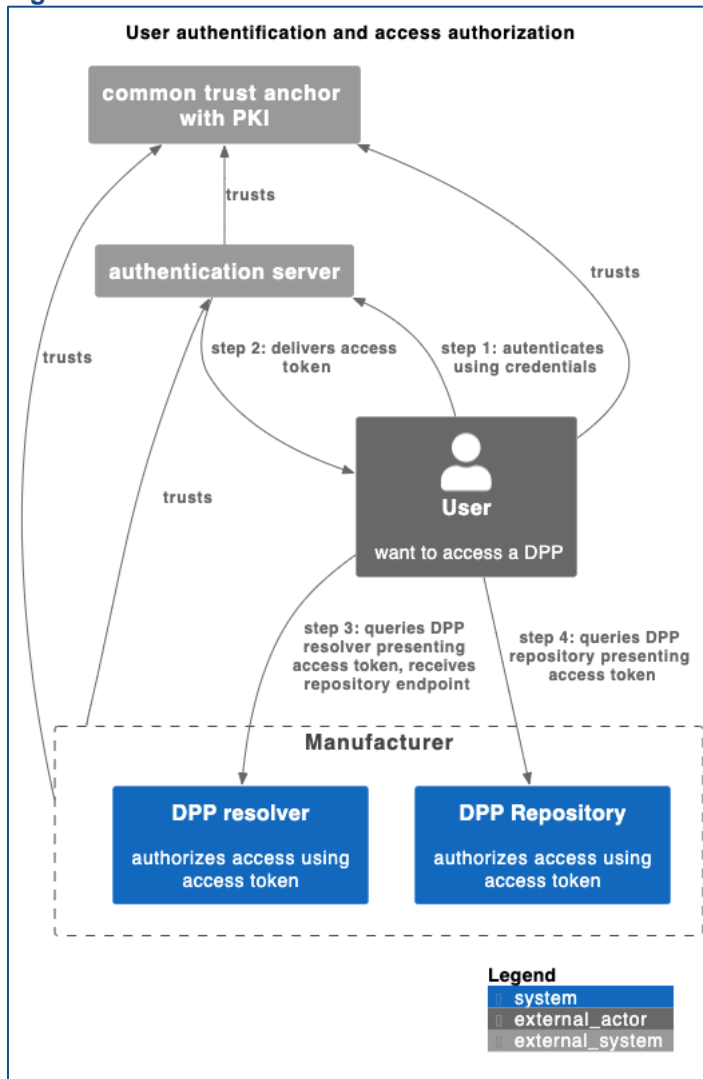 User authentification and access authorization
common trust anchor
with PKI
trusts
authentication server
trusts
step 2: delivers access
token
step 1: autenticates
using credentials
trusts
trusts
User
want to access a DPP
step 3: queries DPP
resolver presenting
access token, receives
repository endpoint
step 4: queries DPP
repository presenting
access token
Manufacturer
DPP resolver
authorizes access using
access token
DPP Repository
authorizes access using
access token
Legend
system
external_actor
external_system